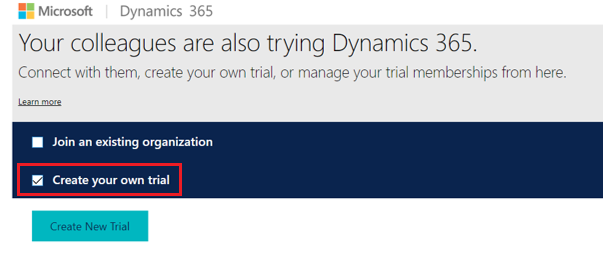 Microsoft | Dynamics 365
Your colleagues are also trying Dynamics 365.
Connect with them, create your own trial, or manage your trial memberships from here.
Learn more
Join an existing organization
Create your own trial
Create New Trial